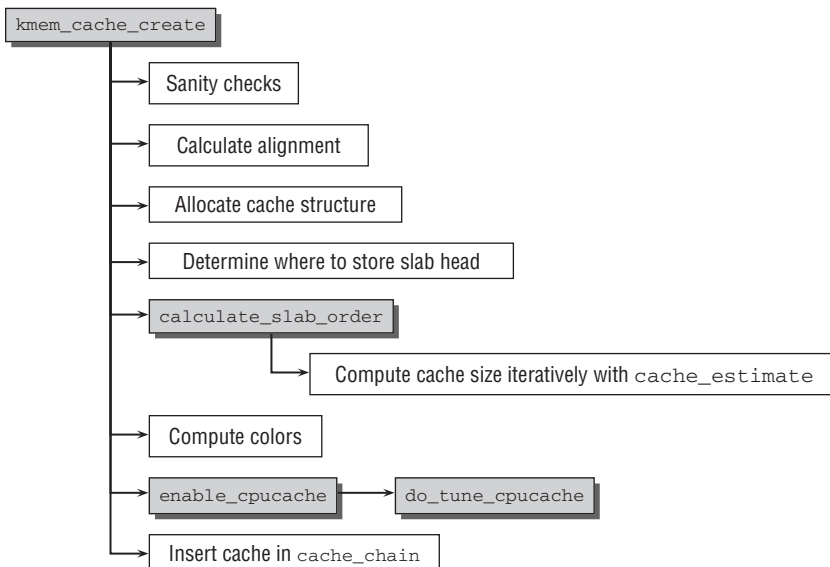 kmem_cache_create
Sanity checks
Calculate alignment
Allocate cache structure
Determine where to store slab head
calculate_slab_order
Compute cache size iteratively with cache_estimate
Compute colors
enable_cpucache
do_tune_cpucache
Insert cache in cache_chain